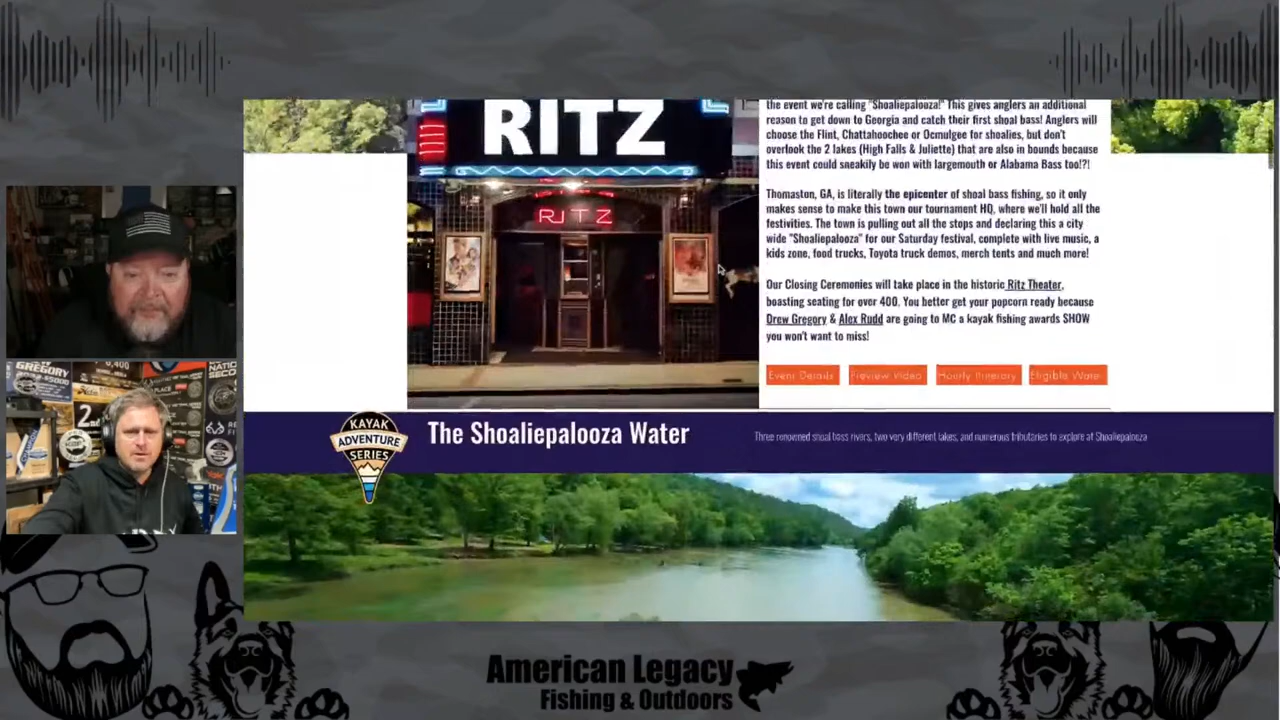 RITZ
RITZ
the event we're calling "Shoaliepalooza!" This gives anglers an additional
reason to get down to Georgia and catch their first shoal bass! Anglers will
choose the Flint, Chattahoochee or Ocmulgee for shoalies, but don't
overlook the 2 lakes (High Falls & Juliette) that are also in bounds because
this event could sneakily be won with largemouth or Alabama Bass too!?!
Thomaston, GA, is literally the epicenter of shoal bass fishing, so it only
makes sense to make this town our tournament HQ, where we'll hold all the
festivities. The town is pulling out all the stops and declaring this a city
wide "Shoaliepalooza" for our Saturday festival, complete with live music, a
kids zone, food trucks, Toyota truck demos, merch tents and much more!
Our Closing Ceremonies will take place in the historic Ritz Theater,
boasting seating for over 400. You better get your popcorn ready because
Drew Gregory & Alex Rudd are going to MC a kayak fishing awards SHOW
you won't want to miss!
Event Details
Preview Video
Hourly Itinerary
Eligible Water
KAYAK
ADVENTURE
SERIES
The Shoaliepalooza Water
Three renowned shoal bass rivers, two very different lakes, and numerous tributaries to explore at Shoaliepalooza
GREGORY
2nd
American Legacy
Fishing & Outdoors